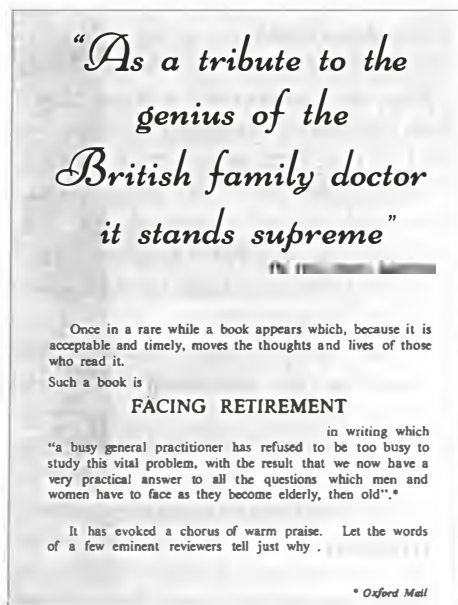 “As a tribute to the
genius of the
British family doctor
it stands supreme”
Once in a rare while a book appears which, because it is
acceptable and timely, moves the thoughts and lives of those
who read it.
Such a book is
FACING RETIREMENT
in writing which
“a busy general practitioner has refused to be too busy to
study this vital problem, with the result that we now have a
very practical answer to all the questions which men and
women have to face as they become elderly, then old”.*
It has evoked a chorus of warm praise. Let the words
of a few eminent reviewers tell just why .
* Oxford Mail